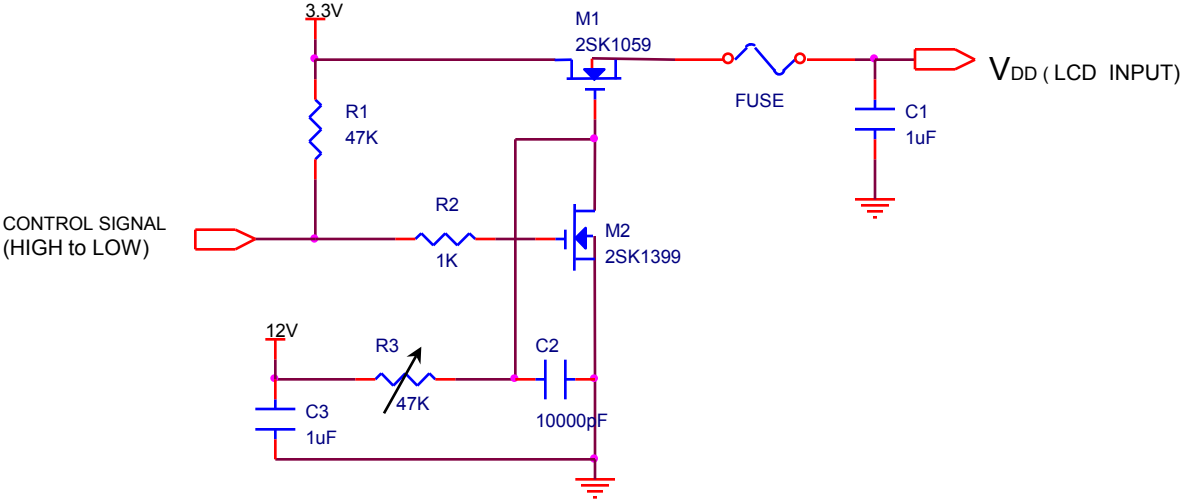 3.3V
M1
2SK1059
FUSE
VDD ( LCD INPUT)
R1
47K
C1
1uF
CONTROL SIGNAL
(HIGH to LOW)
R2
1K
M2
2SK1399
12V
R3
47K
C2
10000pF
C3
1uF